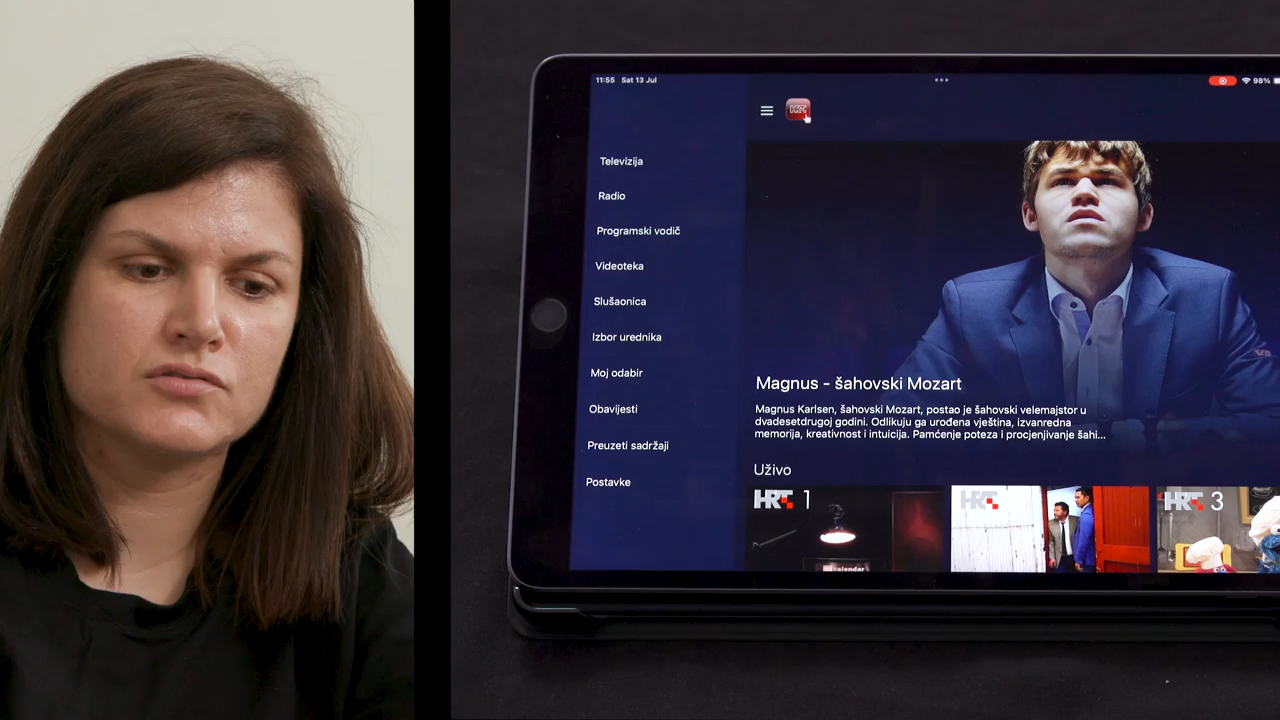 11:55 Sat 13 Jul
98%
HRT
Televizija
Radio
Programski vodič
Videoteka
Slušaonica
Izbor urednika
Moj odabir
Obavijesti
Preuzeti sadržaji
Postavke
Magnus - šahovski Mozart
Magnus Karlsen, šahovski Mozart, postao je šahovski velemajstor u
dvadesetdrugoj godini. Odlikuju ga urođena vještina, izvanredna
memorija, kreativnost i intuicija. Pamćenje poteza i procjenjivanje šahi...
Uživo
HRT 1
HRT
HRT 3
kalendar